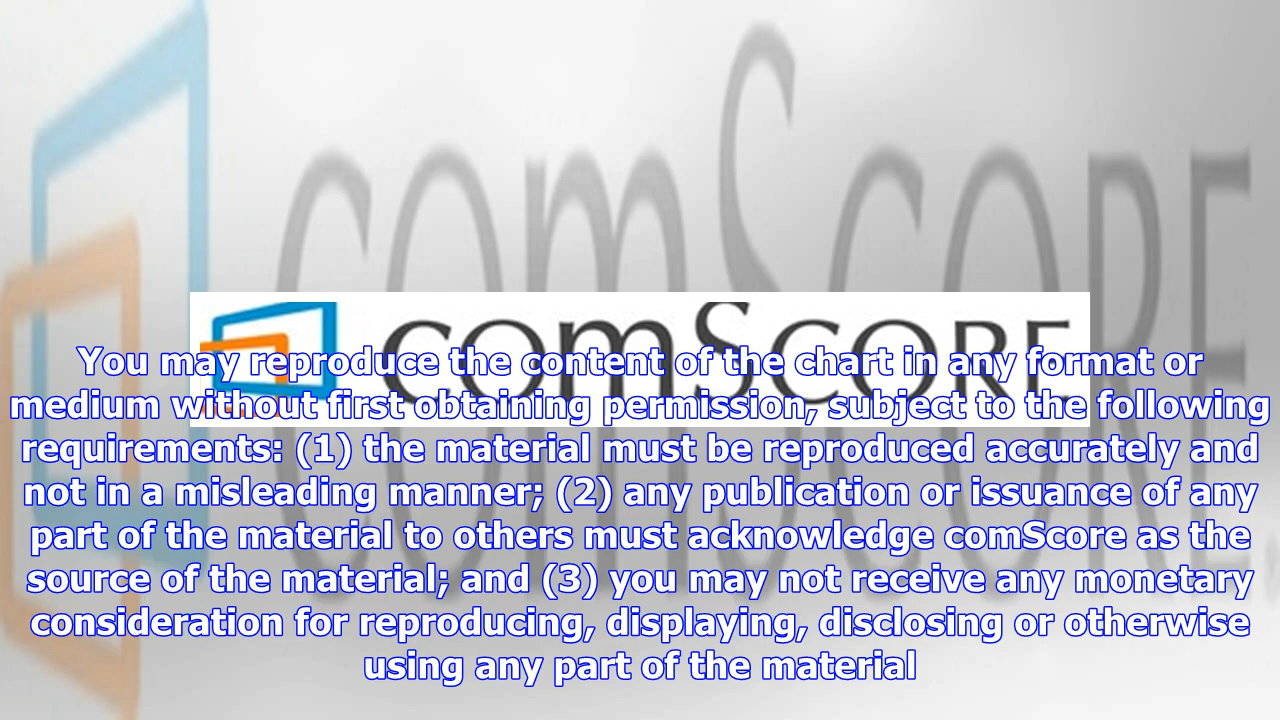 comSCORE
comSCORE.
You may reproduce the content of the chart in any format or
medium without first obtaining permission, subject to the following
requirements: (1) the material must be reproduced accurately and
not in a misleading manner; (2) any publication or issuance of any
part of the material to others must acknowledge comScore as the
source of the material; and (3) you may not receive any monetary
consideration for reproducing, displaying, disclosing or otherwise
using any part of the material